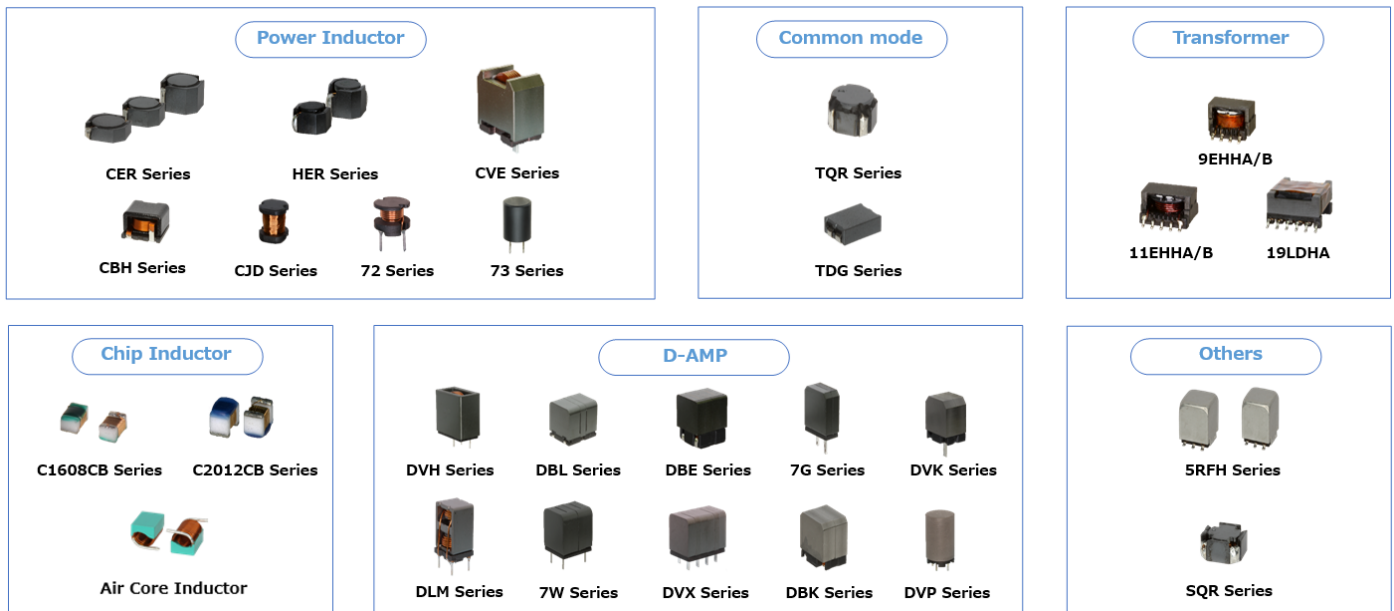 Power Inductor
CER Series
HER Series
CVE Series
CBH Series
CJD Series
72 Series
73 Series
Common mode
TQR Series
TDG Series
Transformer
9EHHA/B
11EHHA/B
19LDHA
Chip Inductor
C1608CB Series
C2012CB Series
Air Core Inductor
D-AMP
DVH Series
DBL Series
DBE Series
7G Series
DVK Series
DLM Series
7W Series
DVX Series
DBK Series
DVP Series
Others
5RFH Series
SQR Series